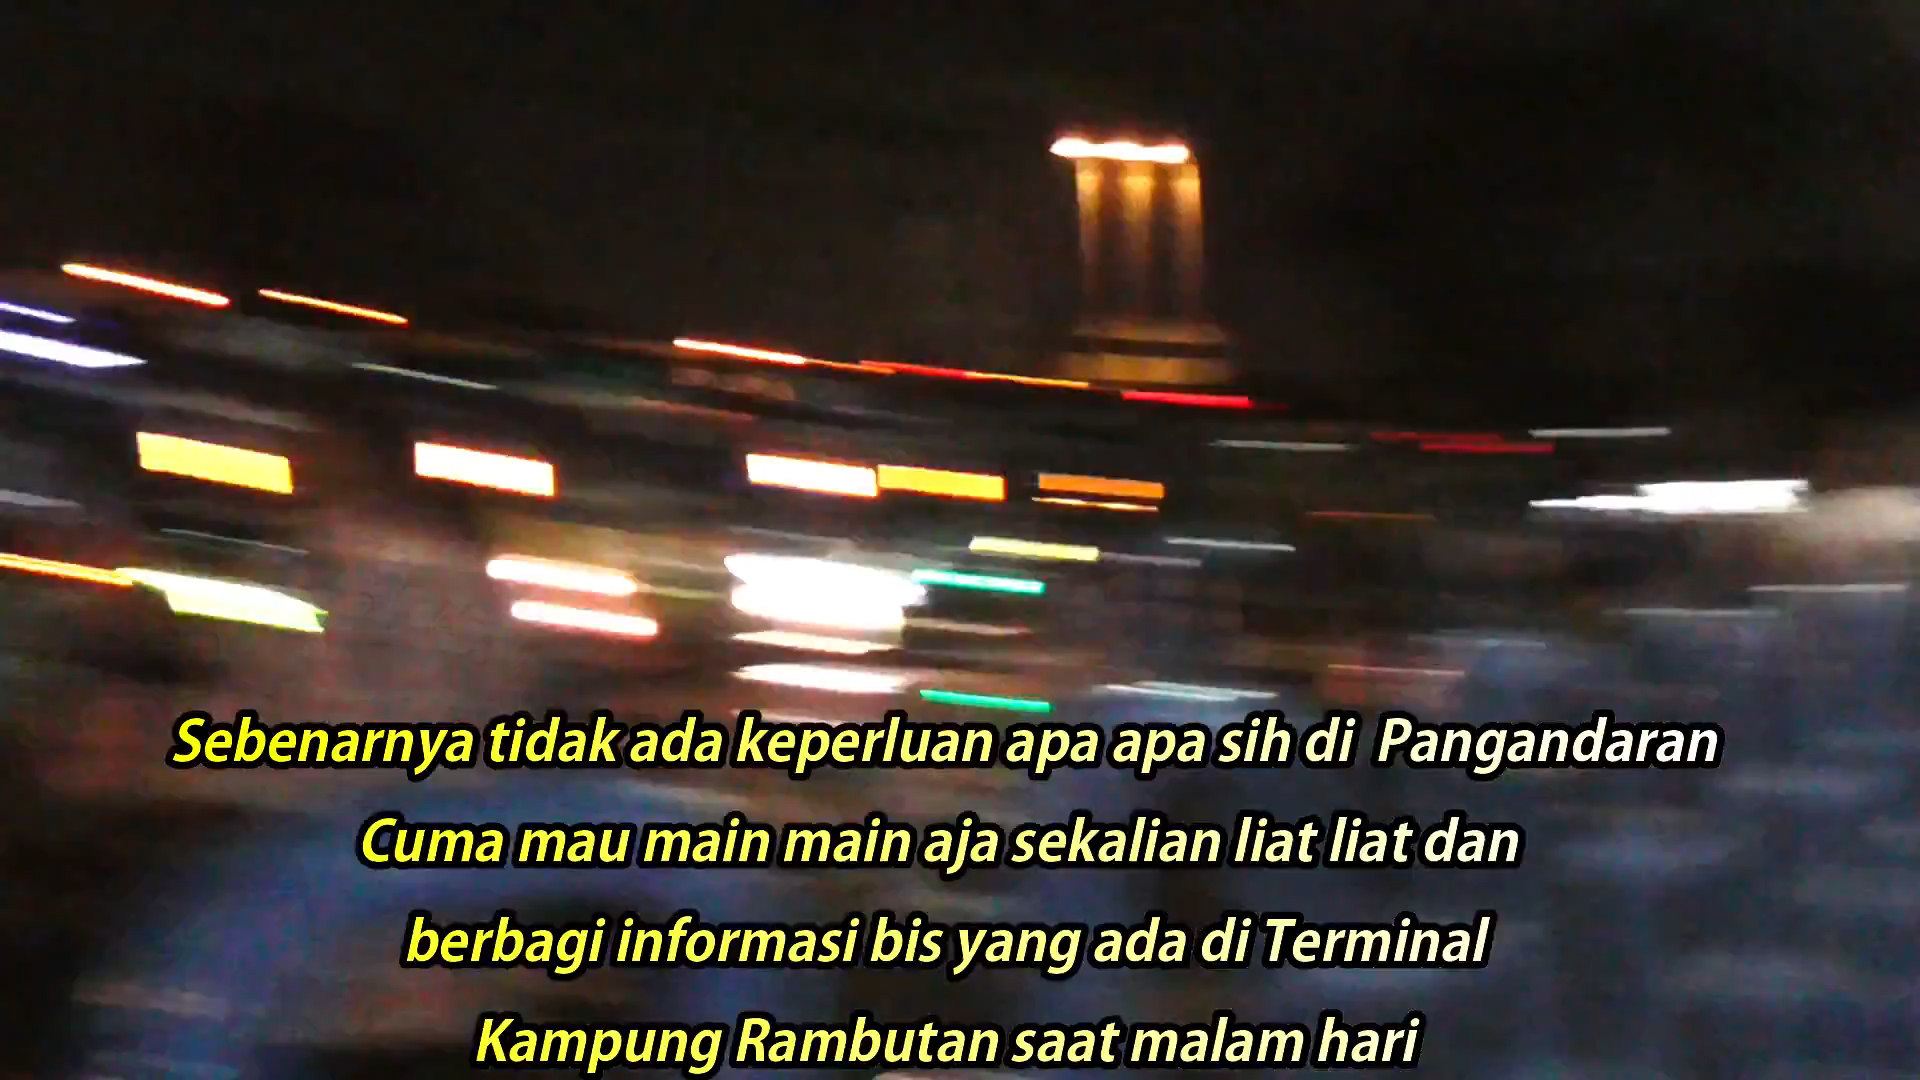 Sebenarnya tidak ada keperluan apa apa sih di Pangandaran
Cuma mau main main aja sekalian liat liat dan
berbagi informasi bis yang ada di Terminal
Kampung Rambutan saat malam hari